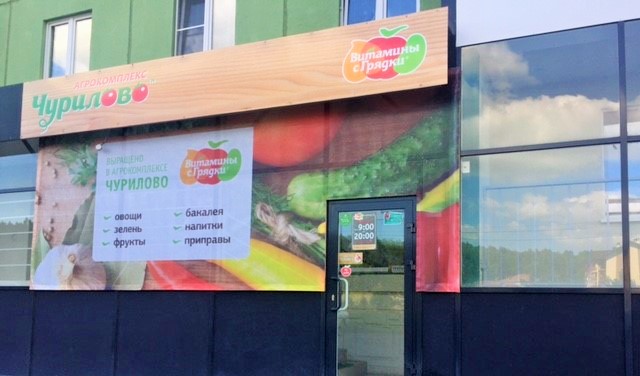 АГРОКОМПЛЕКС
Чурилово
Витамины
с Грядки
ВЫРАЩЕНО
В АГРОКОМПЛЕКСЕ
ЧУРИЛОВО
Витамины
с Грядки
овощи
зелень
фрукты
бакалея
напитки
приправы
9:00
20:00